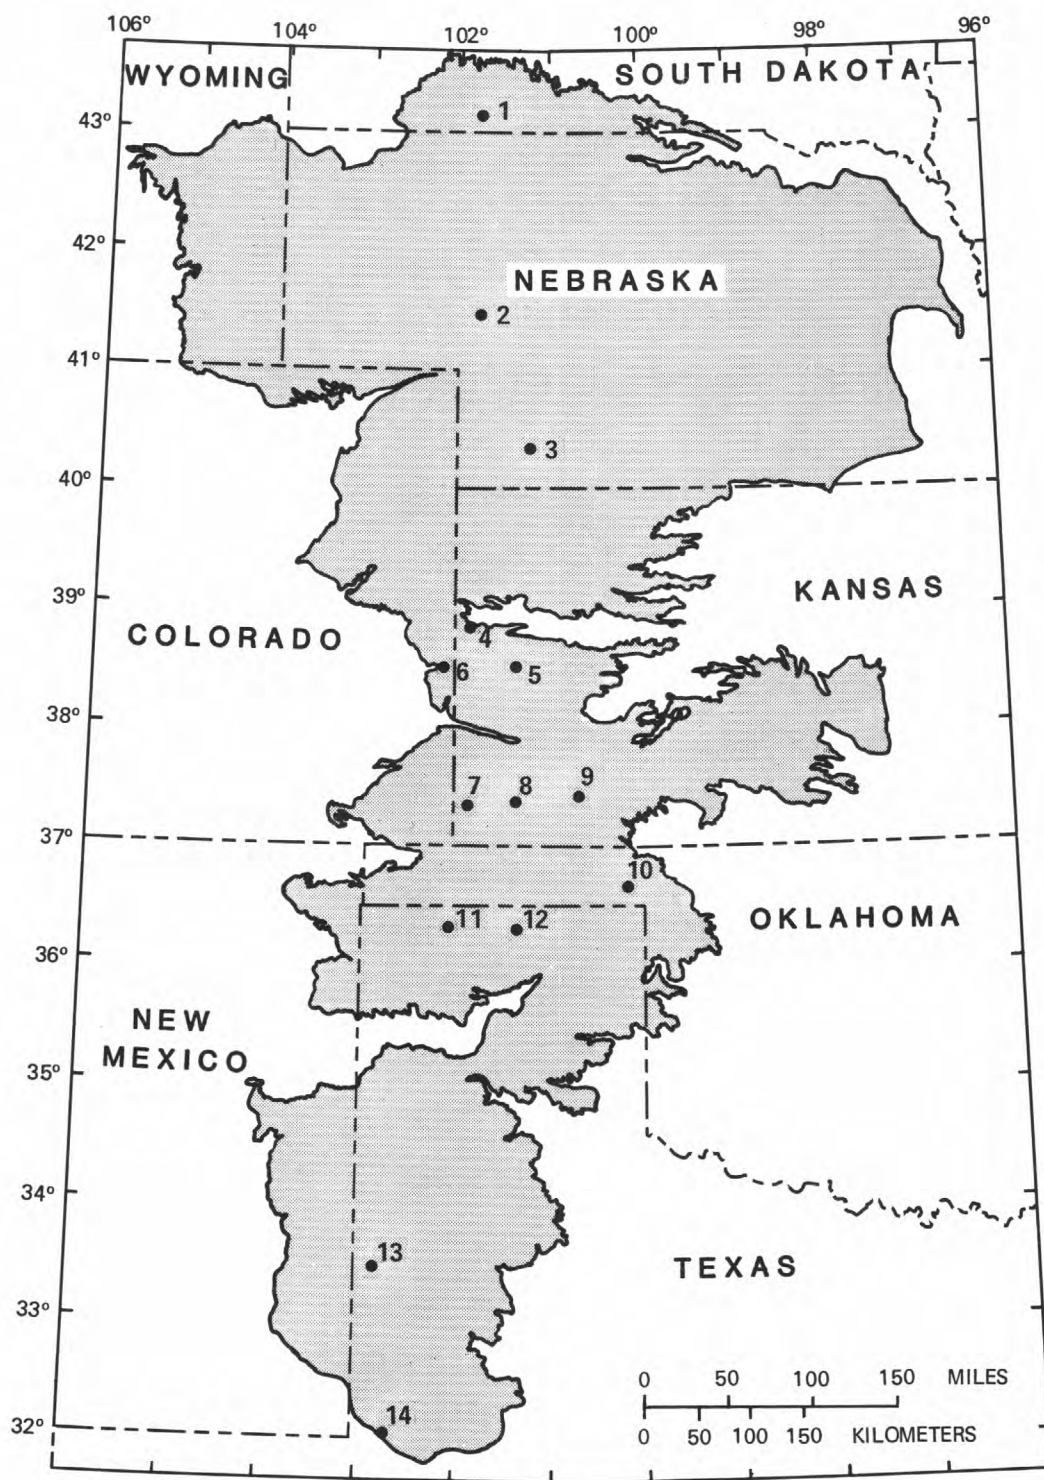 106° 104° 102° 100° 98° 96°
WYOMING
SOUTH DAKOTA
43°
1
42°
NEBRASKA
2
41°
3
40°
KANSAS
39°
COLORADO
4
6
5
38°
7
8
9
37°
10
OKLAHOMA
11
12
36°
NEW
MEXICO
35°
34°
13
TEXAS
33°
0 50 100 150 MILES
14
32°
0 50 100 150 KILOMETERS